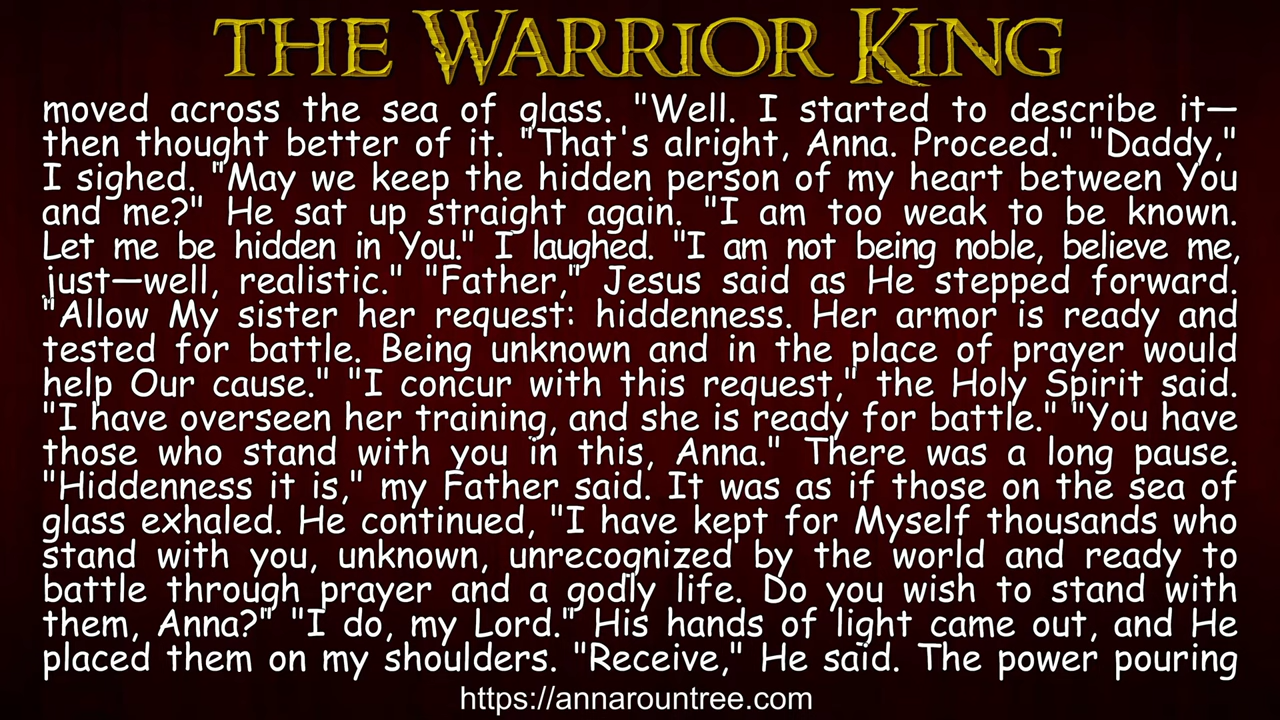 THE WARRIOR KING
moved across the sea of glass. "Well. I started to describe it—
then thought better of it. "That's alright, Anna. Proceed." "Daddy,"
I sighed. "May we keep the hidden person of my heart between You
and me?" He sat up straight again. "I am too weak to be known.
Let me be hidden in You." I laughed. "I am not being noble, believe me,
just—well, realistic." "Father," Jesus said as He stepped forward.
"Allow My sister her request: hiddenness. Her armor is ready and
tested for battle. Being unknown and in the place of prayer would
help Our cause." "I concur with this request," the Holy Spirit said.
"I have overseen her training, and she is ready for battle." "You have
those who stand with you in this, Anna." There was a long pause.
"Hiddenness it is," my Father said. It was as if those on the sea of
glass exhaled. He continued, "I have kept for Myself thousands who
stand with you, unknown, unrecognized by the world and ready to
battle through prayer and a godly life. Do you wish to stand with
them, Anna?" "I do, my Lord." His hands of light came out, and He
placed them on my shoulders. "Receive," He said. The power pouring
https://annarountree.com